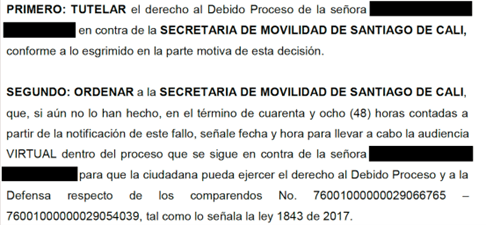 PRIMERO: TUTELAR el derecho al Debido Proceso de la señora
en contra de la SECRETARIA DE MOVILIDAD DE SANTIAGO DE CALI,
conforme a lo esgrimido en la parte motiva de esta decisión.
SEGUNDO: ORDENAR a la SECRETARIA DE MOVILIDAD DE SANTIAGO DE CALI,
que, si aún no lo han hecho, en el término de cuarenta y ocho (48) horas contadas a
partir de la notificación de este fallo, señale fecha y hora para llevar a cabo la audiencia
VIRTUAL dentro del proceso que se sigue en contra de la señora
para que la ciudadana pueda ejercer el derecho al Debido Proceso y a la
Defensa respecto de los comparendos No. 76001000000029066765 –
76001000000029054039, tal como lo señala la ley 1843 de 2017.